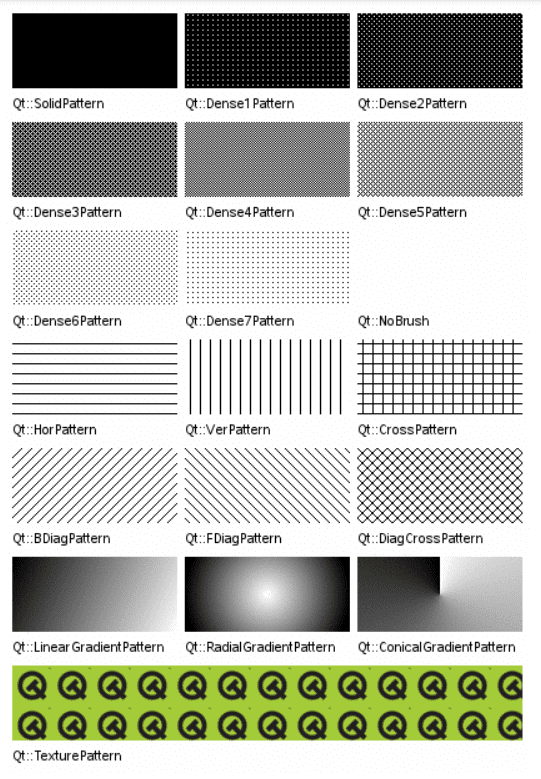 Qt::SolidPattern
Qt::Dense1Pattern
Qt::Dense2Pattern
Qt::Dense3Pattern
Qt::Dense4Pattern
Qt::Dense5Pattern
Qt::Dense6Pattern
Qt::Dense7Pattern
Qt::NoBrush
Qt::HorPattern
Qt::VerPattern
Qt::CrossPattern
Qt::BDiagPattern
Qt::FDiagPattern
Qt::DiagCrossPattern
Qt::LinearGradientPattern
Qt::RadialGradientPattern
Qt::ConicalGradientPattern
Qt::TexturePattern